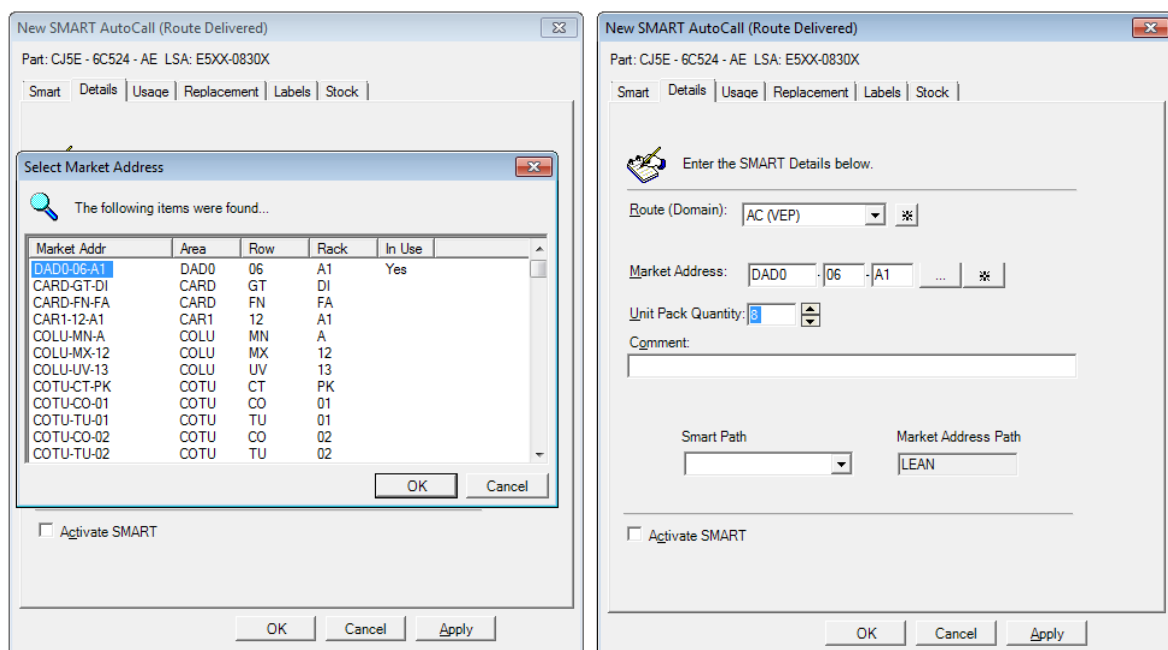 New SMART AutoCall (Route Delivered)
Part: CJ5E - 6C524 - AE LSA: E5XX-0830X
Smart Details Usage Replacement Labels Stock
Select Market Address
The following items were found...
Market Addr Area Row Rack In Use
DAD0-06-A1 DAD0 06 A1 Yes
CARD-GT-DI CARD GT DI
CARD-FN-FA CARD FN FA
CAR1-12-A1 CAR1 12 A1
COLU-MN-A COLU MN A
COLU-MX-12 COLU MX 12
COLU-UV-13 COLU UV 13
COTU-CT-PK COTU CT PK
COTU-CO-01 COTU CO 01
COTU-TU-01 COTU TU 01
COTU-CO-02 COTU CO 02
COTU-TU-02 COTU TU 02
OK Cancel
Activate SMART
OK Cancel Apply
New SMART AutoCall (Route Delivered)
Part: CJ5E - 6C524 - AE LSA: E5XX-0830X
Smart Details Usage Replacement Labels Stock
Enter the SMART Details below.
Route (Domain): AC (VEP)
Market Address: DAD0 - 06 - A1 ...
Unit Pack Quantity: 8
Comment:
Smart Path Market Address Path
LEAN
Activate SMART
OK Cancel Apply